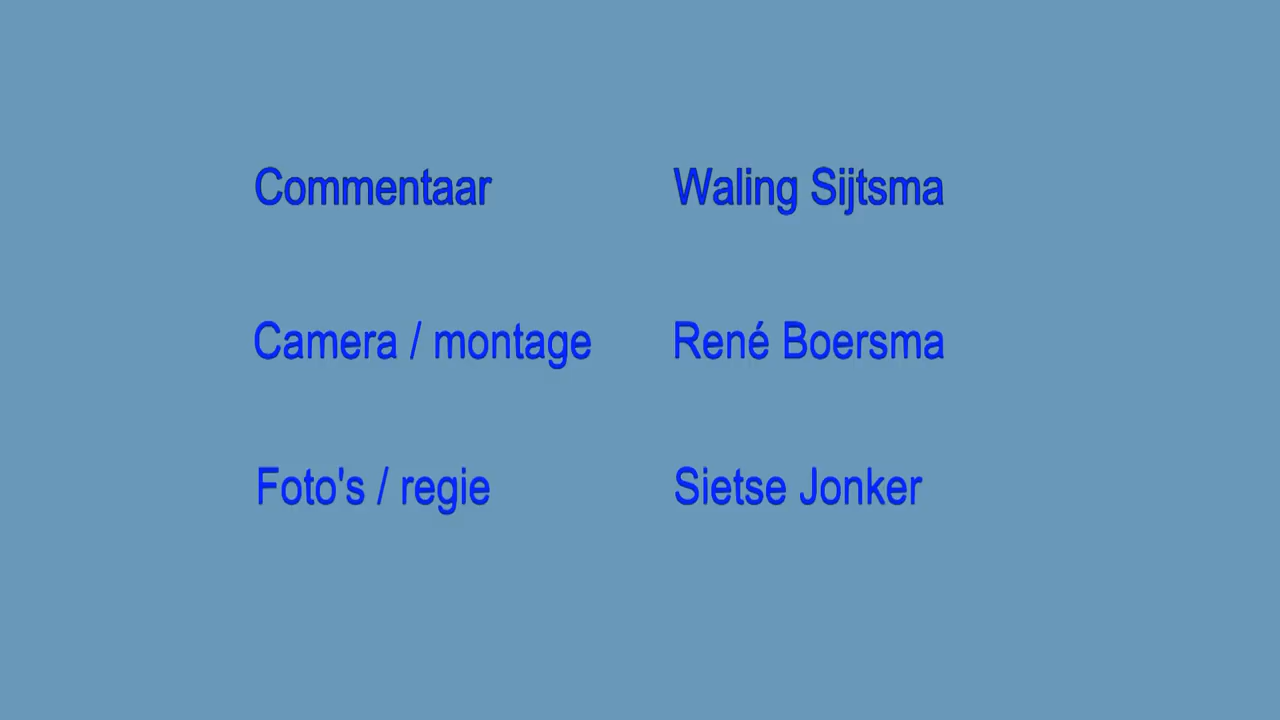 Commentaar Waling Sijtsma
Camera / montage René Boersma
Foto's / regie Sietse Jonker